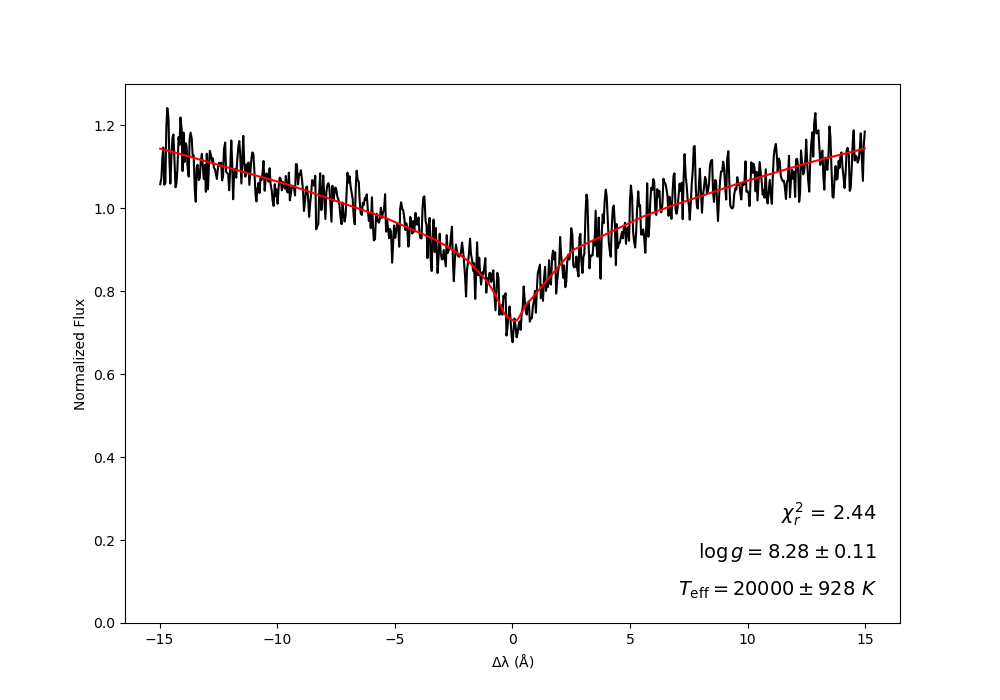 1.2
1.0
0.8
0.6
0.4
0.2
0.0
Normalized Flux
χ²ᵣ = 2.44
log g = 8.28 ± 0.11
T_eff = 20000 ± 928 K
−15 −10 −5 0 5 10 15
Δλ (Å)